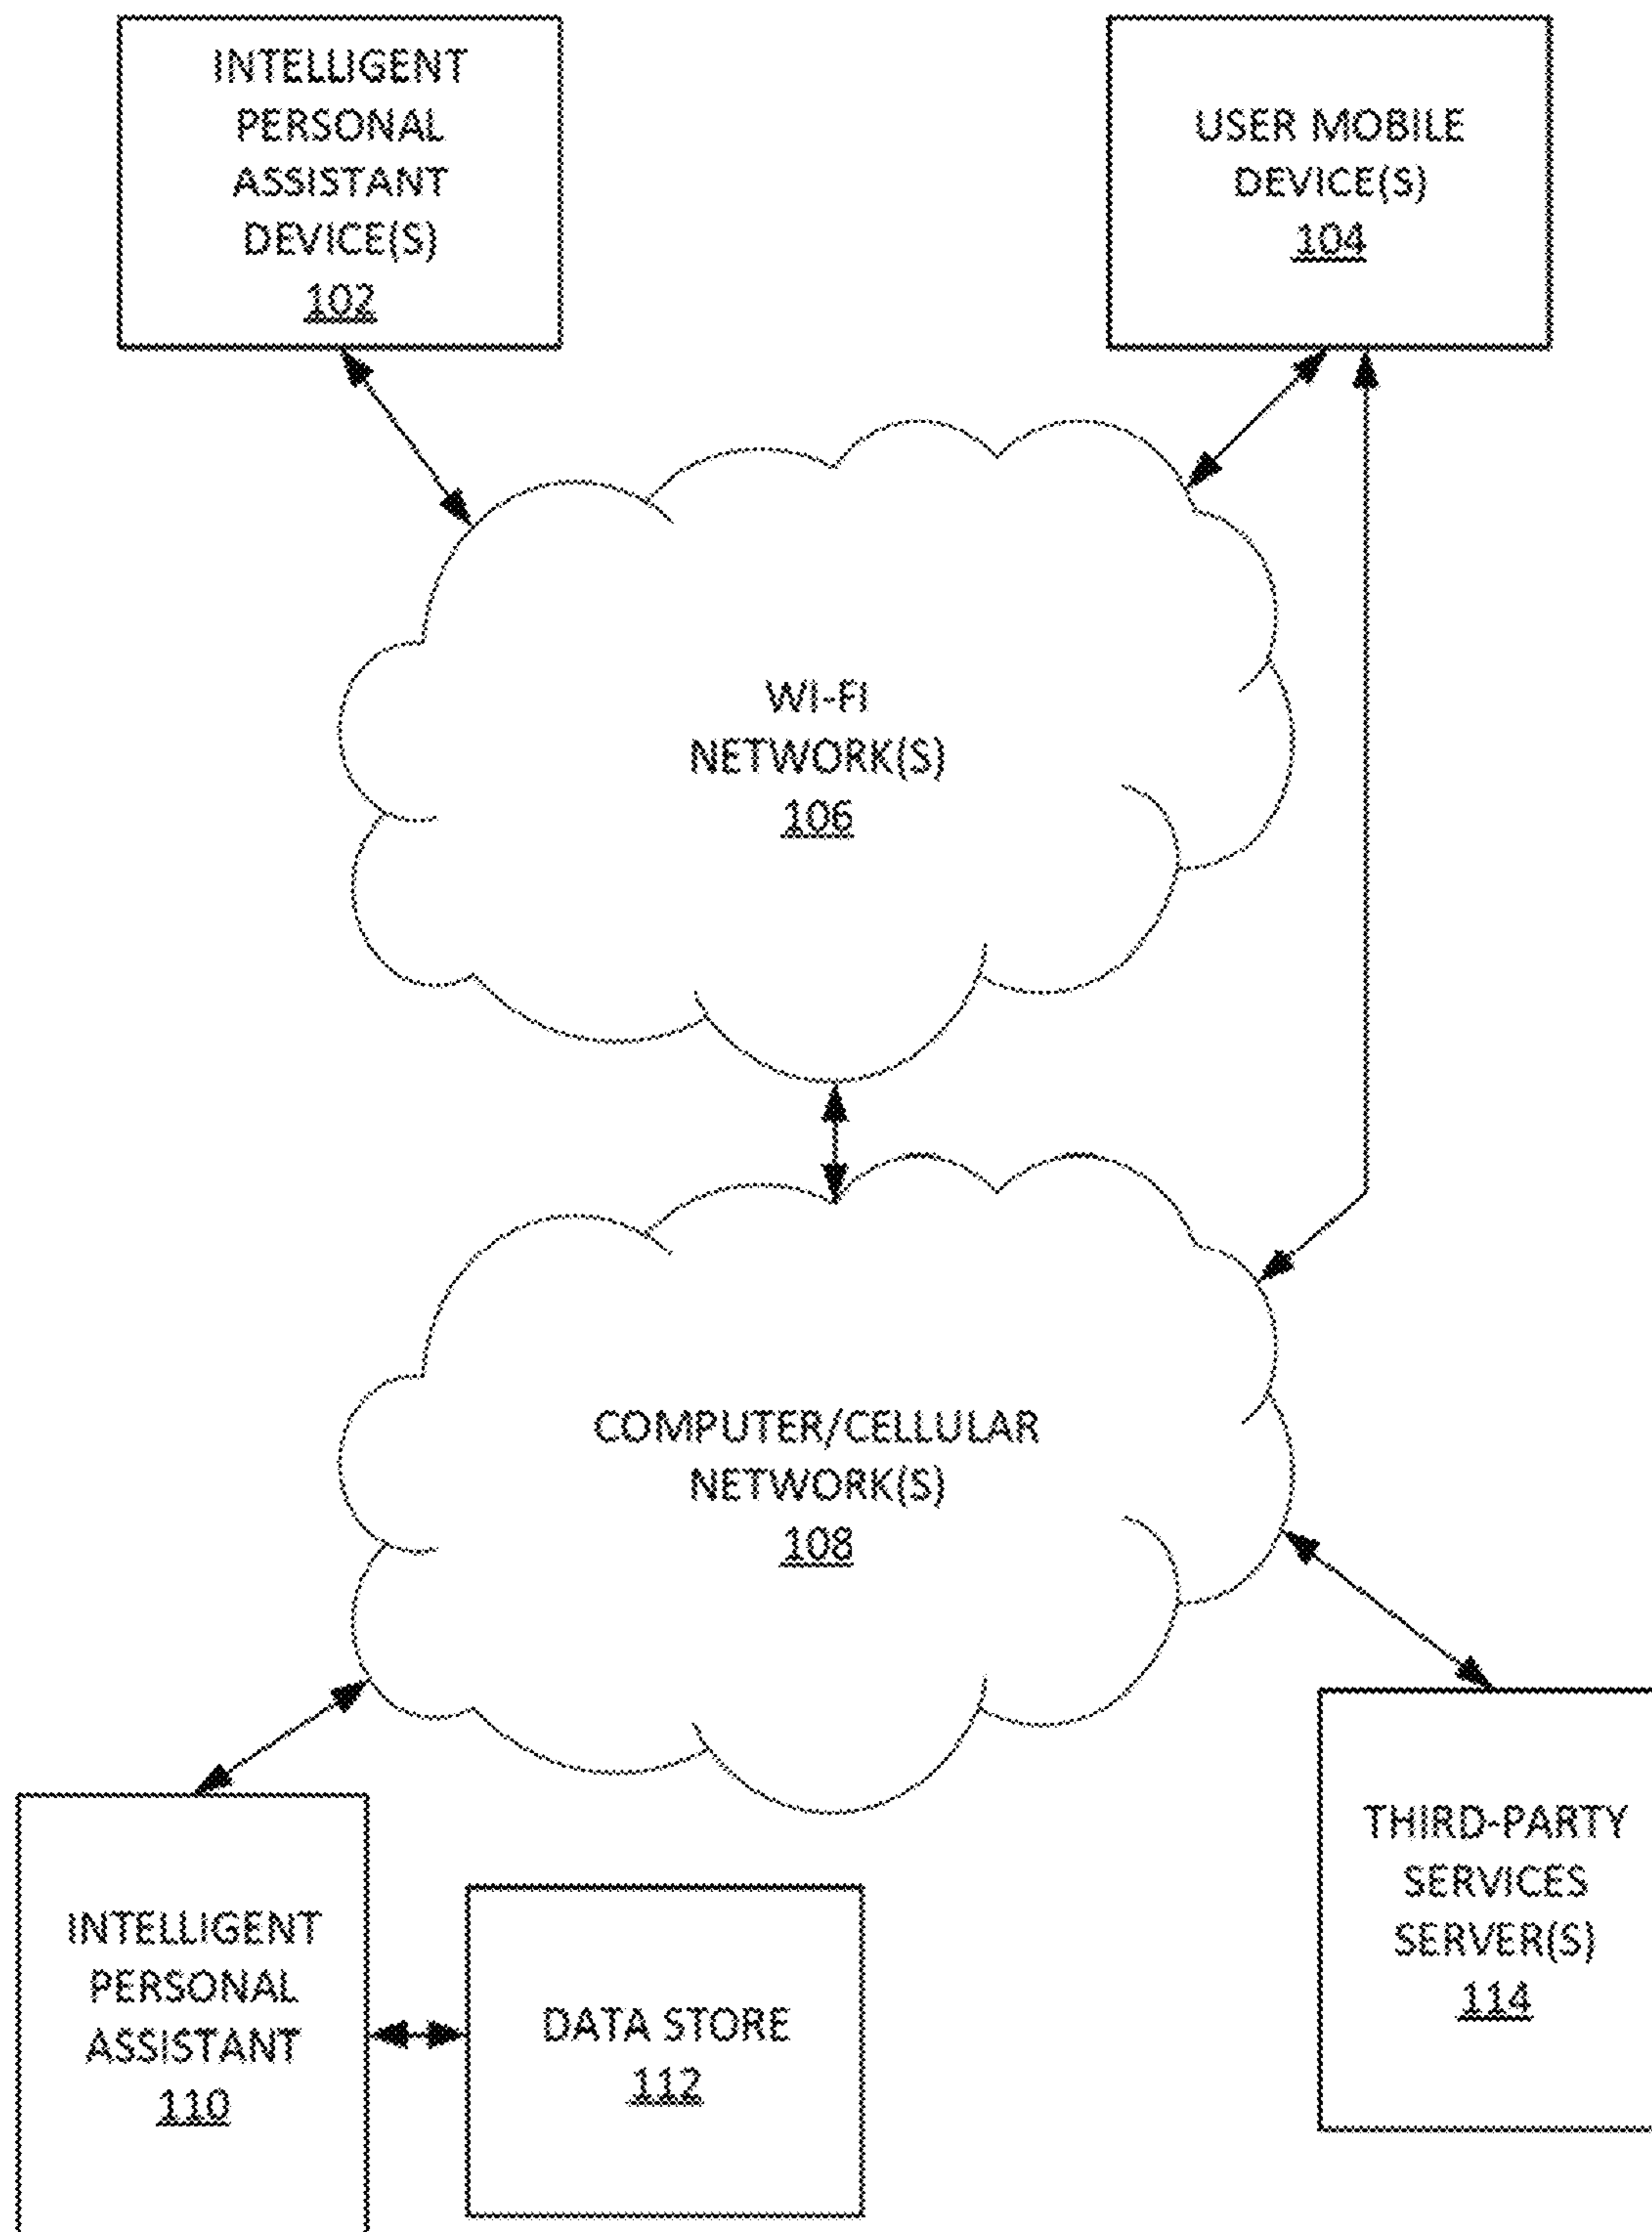 INTELLIGENT
PERSONAL
ASSISTANT
DEVICE(S)
102
USER MOBILE
DEVICE(S)
104
WI-FI
NETWORK(S)
106
COMPUTER/CELLULAR
NETWORK(S)
108
INTELLIGENT
PERSONAL
ASSISTANT
110
DATA STORE
112
THIRD-PARTY
SERVICES
SERVER(S)
114